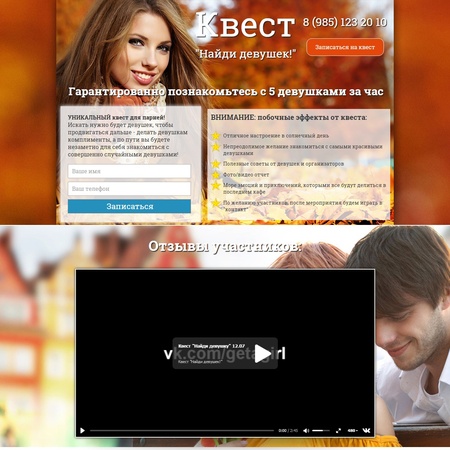 Квест
8 (985) 123 20 10
"Найди девушек!"
Записаться на квест
Гарантированно познакомьтесь с 5 девушками за час
УНИКАЛЬНЫЙ квест для парней!
Искать нужно будет девушек, чтобы
продвигаться дальше - делать девушкам
комплименты, а по пути вы будете
незаметно для себя знакомиться с
совершенно случайными девушками!
Ваше имя
Ваш телефон
Записаться
ВНИМАНИЕ: побочные эффекты от квеста:
Отличное настроение в солнечный день
Непреодолимое желание знакомиться с самыми красивыми
девушками
Полезные советы от девушек и организаторов
Фото/видео отчет
Море эмоций и приключений, которыми все будут делиться в
последнем кафе
По желанию участников после мероприятия будем играть в
"контакт"
Отзывы участников:
Квест "Найди девушку" 12.07
vk.com/getagirl
Квест "Найди девушек!"
0:00 / 2:40
480